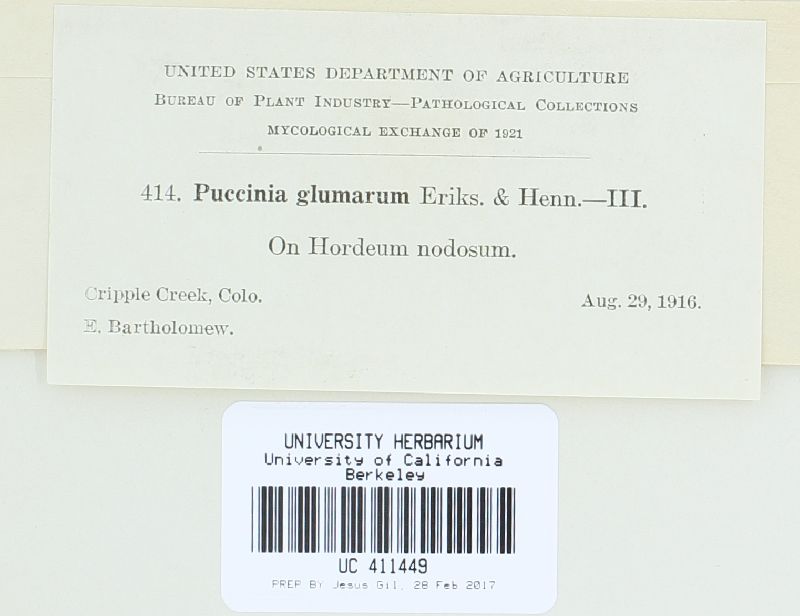 UNITED STATES DEPARTMENT OF AGRICULTURE
BUREAU OF PLANT INDUSTRY—PATHOLOGICAL COLLECTIONS
MYCOLOGICAL EXCHANGE OF 1921
414. Puccinia glumarum Eriks. & Henn.—III.
On Hordeum nodosum.
Cripple Creek, Colo. Aug. 29, 1916.
E. Bartholomew.
UNIVERSITY HERBARIUM
University of California
Berkeley
UC 411449
PREP BY Jesus Gil, 28 Feb 2017